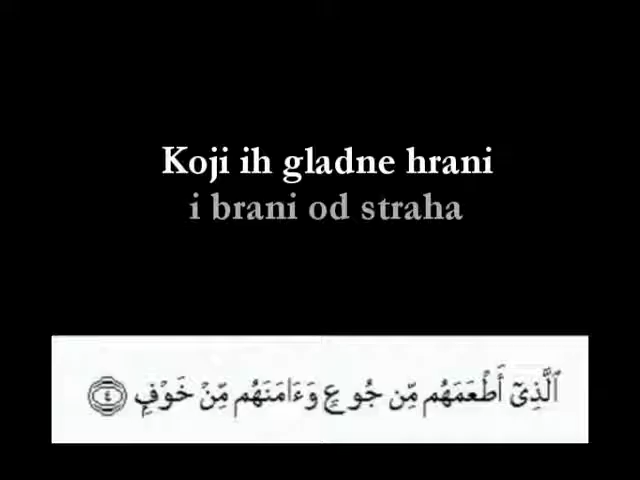 Koji ih gladne hrani
i brani od straha
ٱلَّذِىٓ أَطْعَمَهُم مِّن جُوعٍ وَءَامَنَهُم مِّنْ خَوْفٍۭ ﴿٤﴾